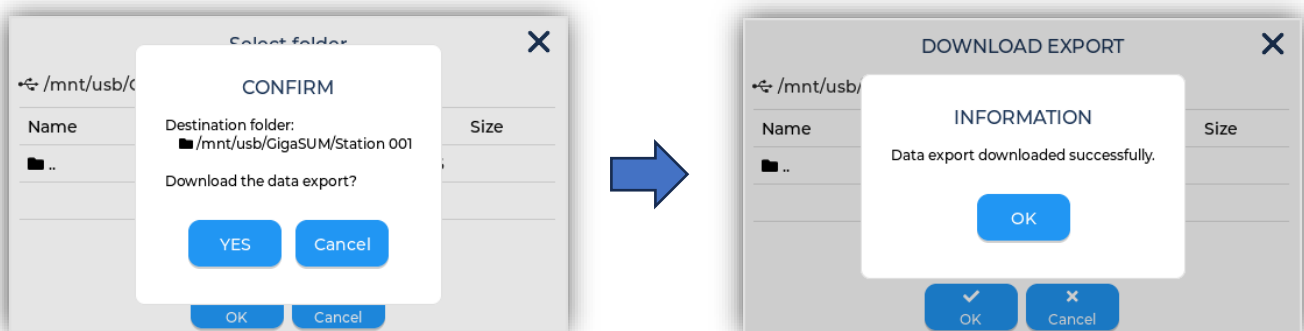 Select folder
/mnt/usb/G
Name
Size
..
CONFIRM
Destination folder:
/mnt/usb/GigaSUM/Station 001
Download the data export?
YES
Cancel
OK
Cancel
DOWNLOAD EXPORT
/mnt/usb/
Name
Size
..
INFORMATION
Data export downloaded successfully.
OK
OK
Cancel